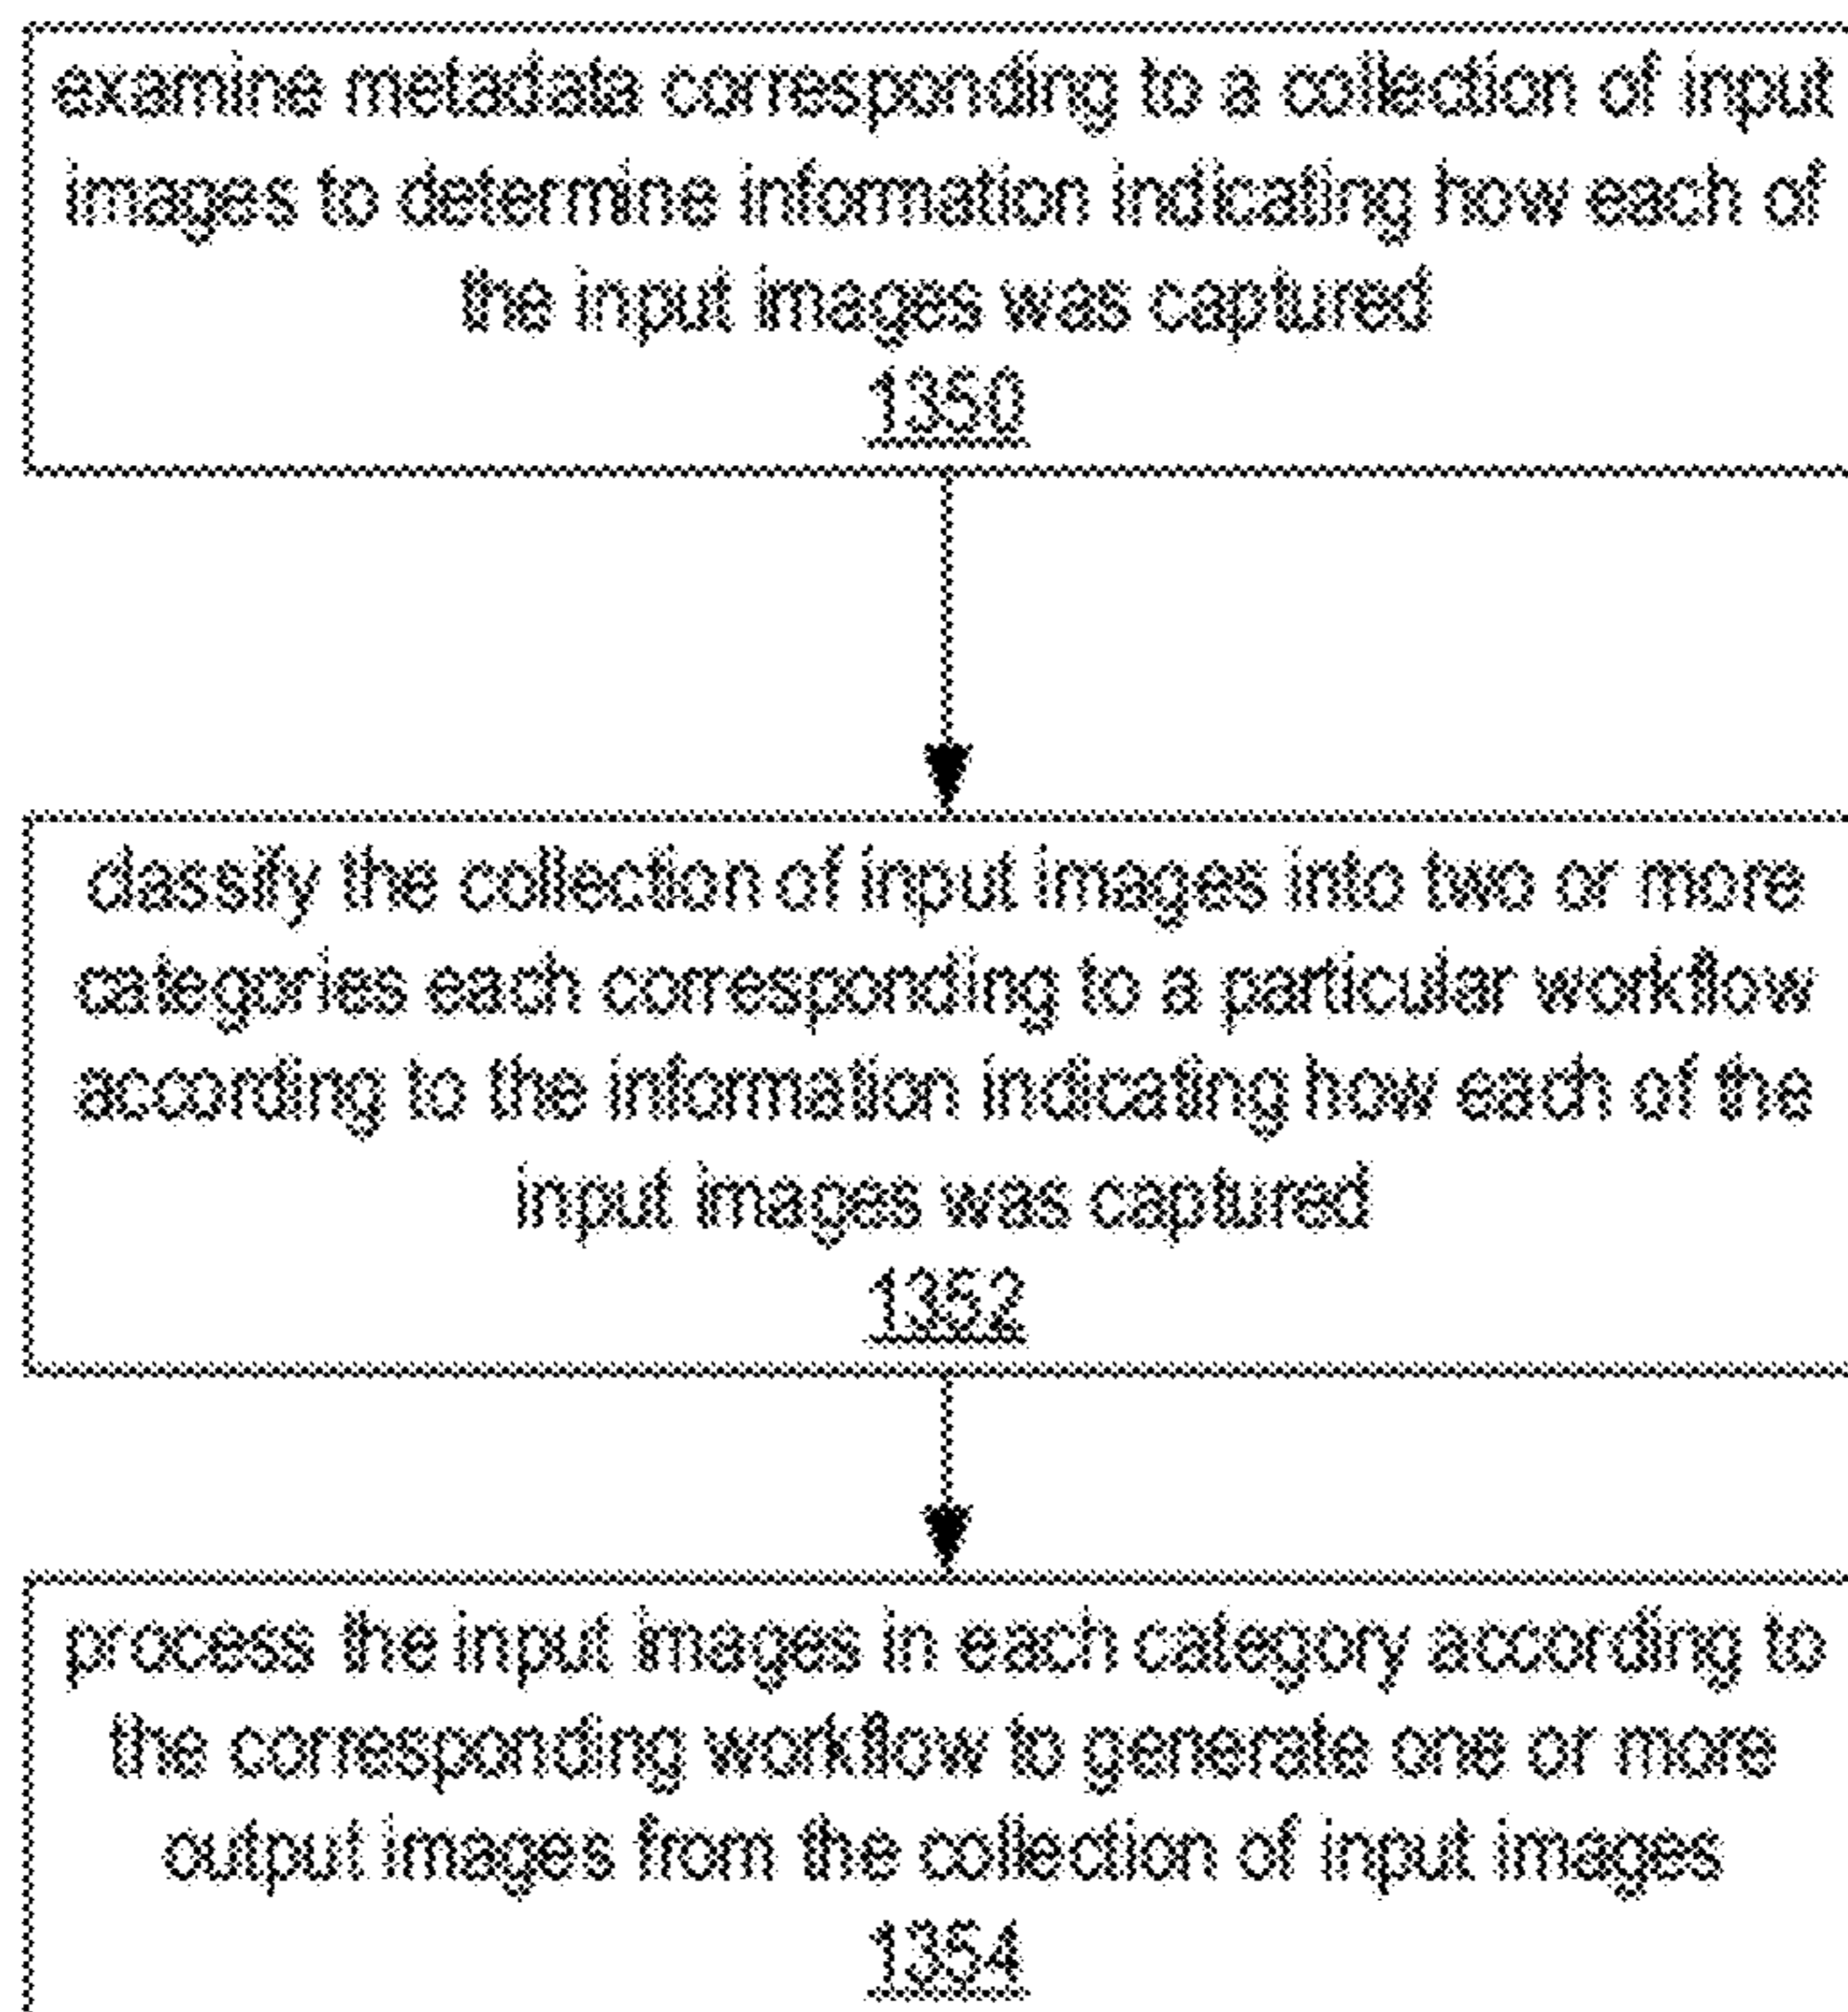 examine metadata corresponding to a collection of input
images to determine information indicating how each of
the input images was captured
1350
classify the collection of input images into two or more
categories each corresponding to a particular workflow
according to the information indicating how each of the
input images was captured
1352
process the input images in each category according to
the corresponding workflow to generate one or more
output images from the collection of input images
1354